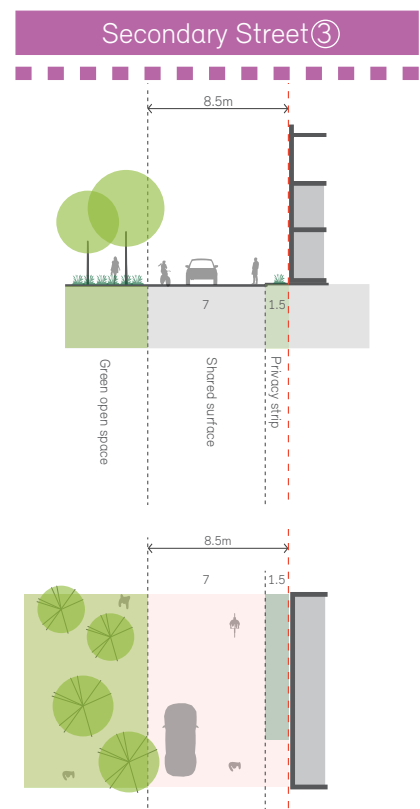 Secondary Street③
8.5m
7
1.5
Green open space
Shared surface
Privacy strip
8.5m
7
1.5